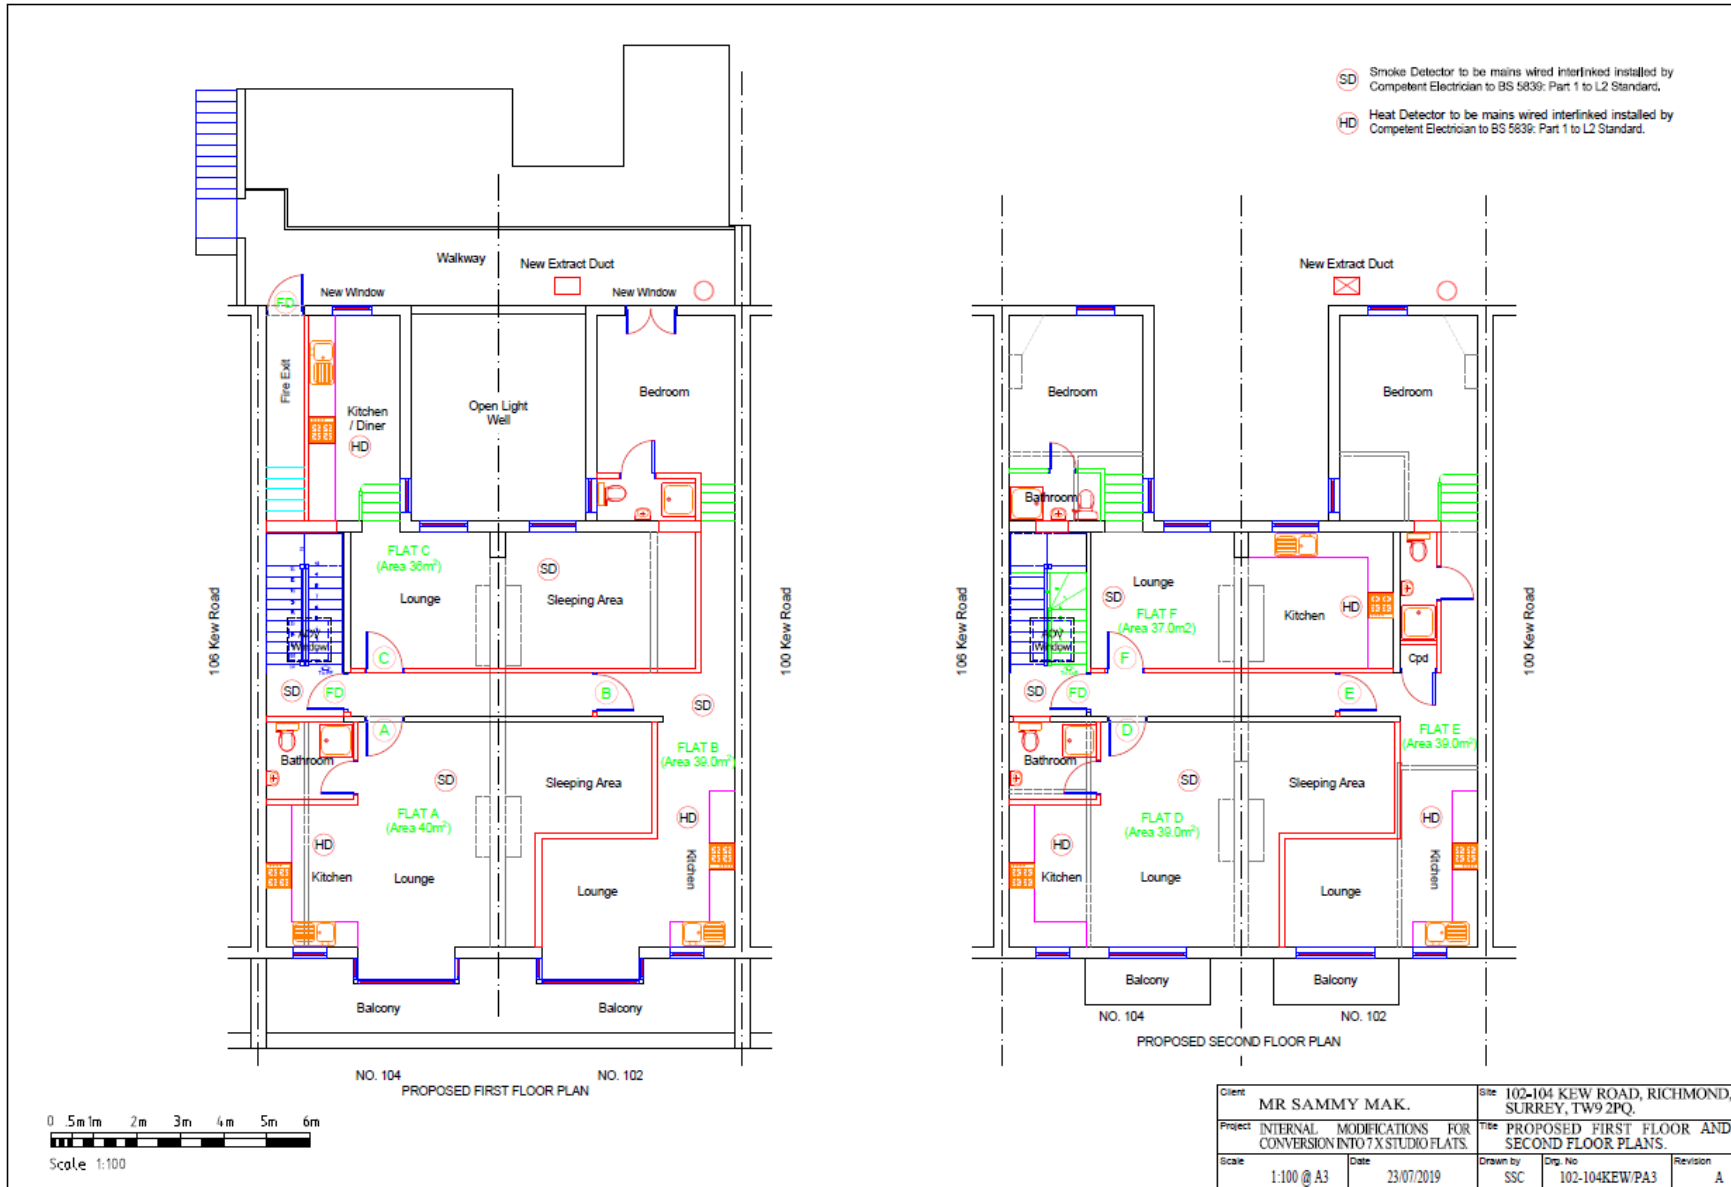 SD
Smoke Detector to be mains wired interlinked installed by
Competent Electrician to BS 5839: Part 1 to L2 Standard.
HD
Heat Detector to be mains wired interlinked installed by
Competent Electrician to BS 5839: Part 1 to L2 Standard.
Walkway
New Extract Duct
New Window
New Window
FD
Fire Exit
Kitchen
/ Diner
HD
Open Light
Well
Bedroom
FLAT C
(Area 36m²)
Lounge
SD
Sleeping Area
106 Kew Road
100 Kew Road
AOV
Window
C
SD
FD
B
SD
A
Bathroom
SD
Sleeping Area
FLAT B
(Area 39.0m²)
FLAT A
(Area 40m²)
HD
HD
Kitchen
Lounge
Lounge
Kitchen
Balcony
Balcony
NO. 104
NO. 102
PROPOSED FIRST FLOOR PLAN
New Extract Duct
Bedroom
Bedroom
Bathroom
Lounge
SD
FLAT F
(Area 37.0m2)
Kitchen
HD
106 Kew Road
100 Kew Road
AOV
Window
F
Cpd
SD
FD
E
D
FLAT E
(Area 39.0m²)
Bathroom
SD
Sleeping Area
FLAT D
(Area 39.0m²)
HD
HD
Kitchen
Lounge
Lounge
Kitchen
Balcony
Balcony
NO. 104
NO. 102
PROPOSED SECOND FLOOR PLAN
0 .5m 1m 2m 3m 4m 5m 6m
Scale 1:100
Client
MR SAMMY MAK.
Site 102-104 KEW ROAD, RICHMOND,
SURREY, TW9 2PQ.
Project INTERNAL MODIFICATIONS FOR
CONVERSION INTO 7 X STUDIO FLATS.
Title PROPOSED FIRST FLOOR AND
SECOND FLOOR PLANS.
Scale
1:100 @ A3
Date
23/07/2019
Drawn by
SSC
Drg. No
102-104KEW/PA3
Revision
A